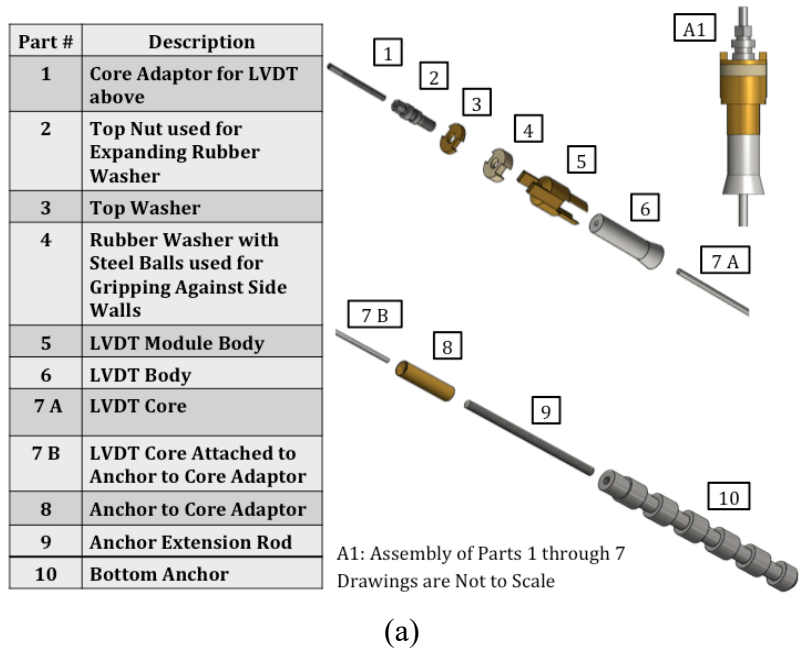 Part # Description
1 Core Adaptor for LVDT
above
2 Top Nut used for
Expanding Rubber
Washer
3 Top Washer
4 Rubber Washer with
Steel Balls used for
Gripping Against Side
Walls
5 LVDT Module Body
6 LVDT Body
7 A LVDT Core
7 B LVDT Core Attached to
Anchor to Core Adaptor
8 Anchor to Core Adaptor
9 Anchor Extension Rod
10 Bottom Anchor
A1
1
2
3
4
5
6
7 A
7 B
8
9
10
A1: Assembly of Parts 1 through 7
Drawings are Not to Scale
(a)